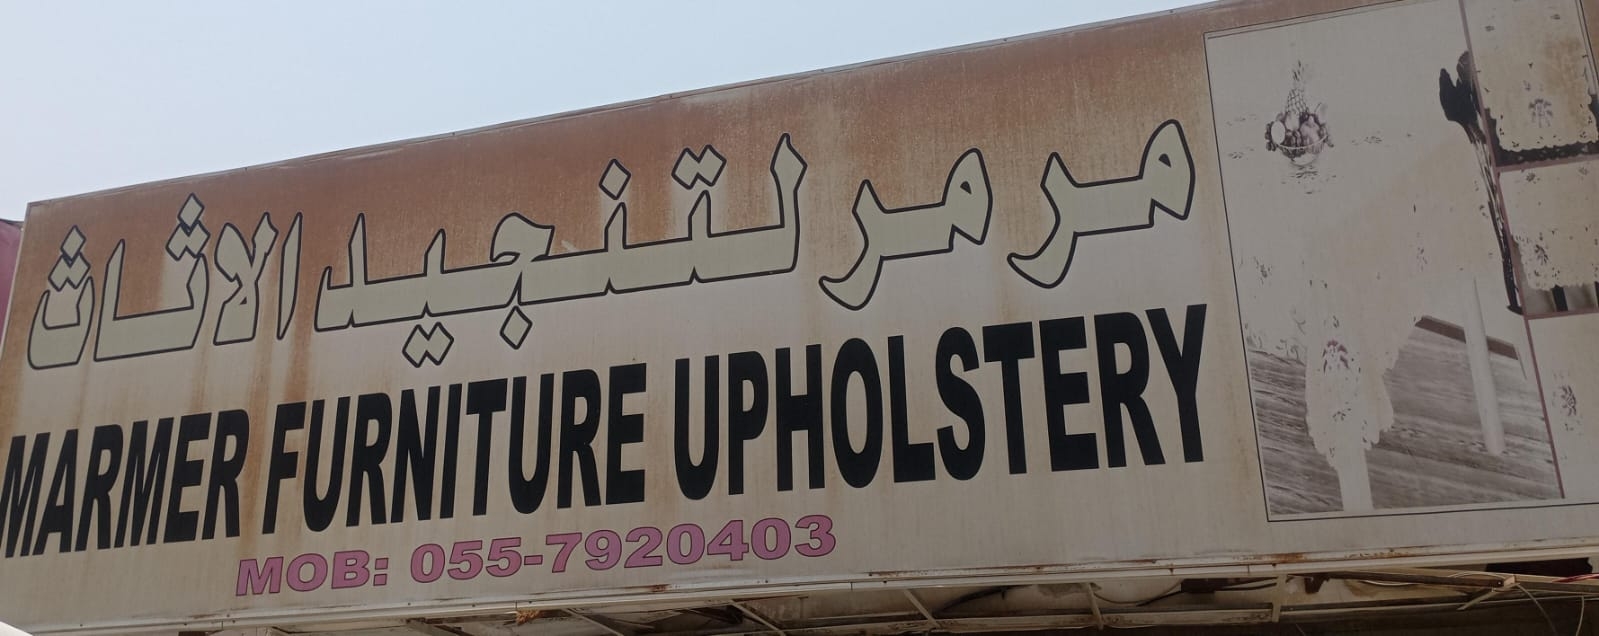 مرمر لتنجيد الاثاث
MARMER FURNITURE UPHOLSTERY
MOB: 055-7920403